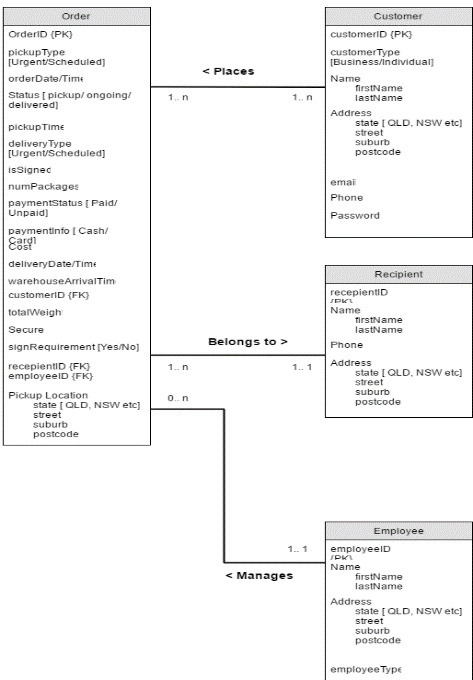 Order
OrderID {PK}
pickupType
[Urgent/Scheduled]
orderDate/Time
Status [ pickup/ ongoing/
delivered]
pickupTime
deliveryType
[Urgent/Scheduled]
isSigned
numPackages
paymentStatus [ Paid/
Unpaid]
paymentInfo [ Cash/
Card]
Cost
deliveryDate/Time
warehouseArrivalTime
customerID {FK}
totalWeight
Secure
signRequirement [Yes/No]
recepientID {FK}
employeeID {FK}
Pickup Location
state [ QLD, NSW etc]
street
suburb
postcode
< Places
1.. n
1.. n
Customer
customerID {PK}
customerType
[Business/Individual]
Name
firstName
lastName
Address
state [ QLD, NSW etc]
street
suburb
postcode
email
Phone
Password
Belongs to >
1.. n
1.. 1
Recipient
recepientID
{PK}
Name
firstName
lastName
Phone
Address
state [ QLD, NSW etc]
street
suburb
postcode
0.. n
1.. 1
< Manages
Employee
employeeID
{PK}
Name
firstName
lastName
Address
state [ QLD, NSW etc]
street
suburb
postcode
employeeType